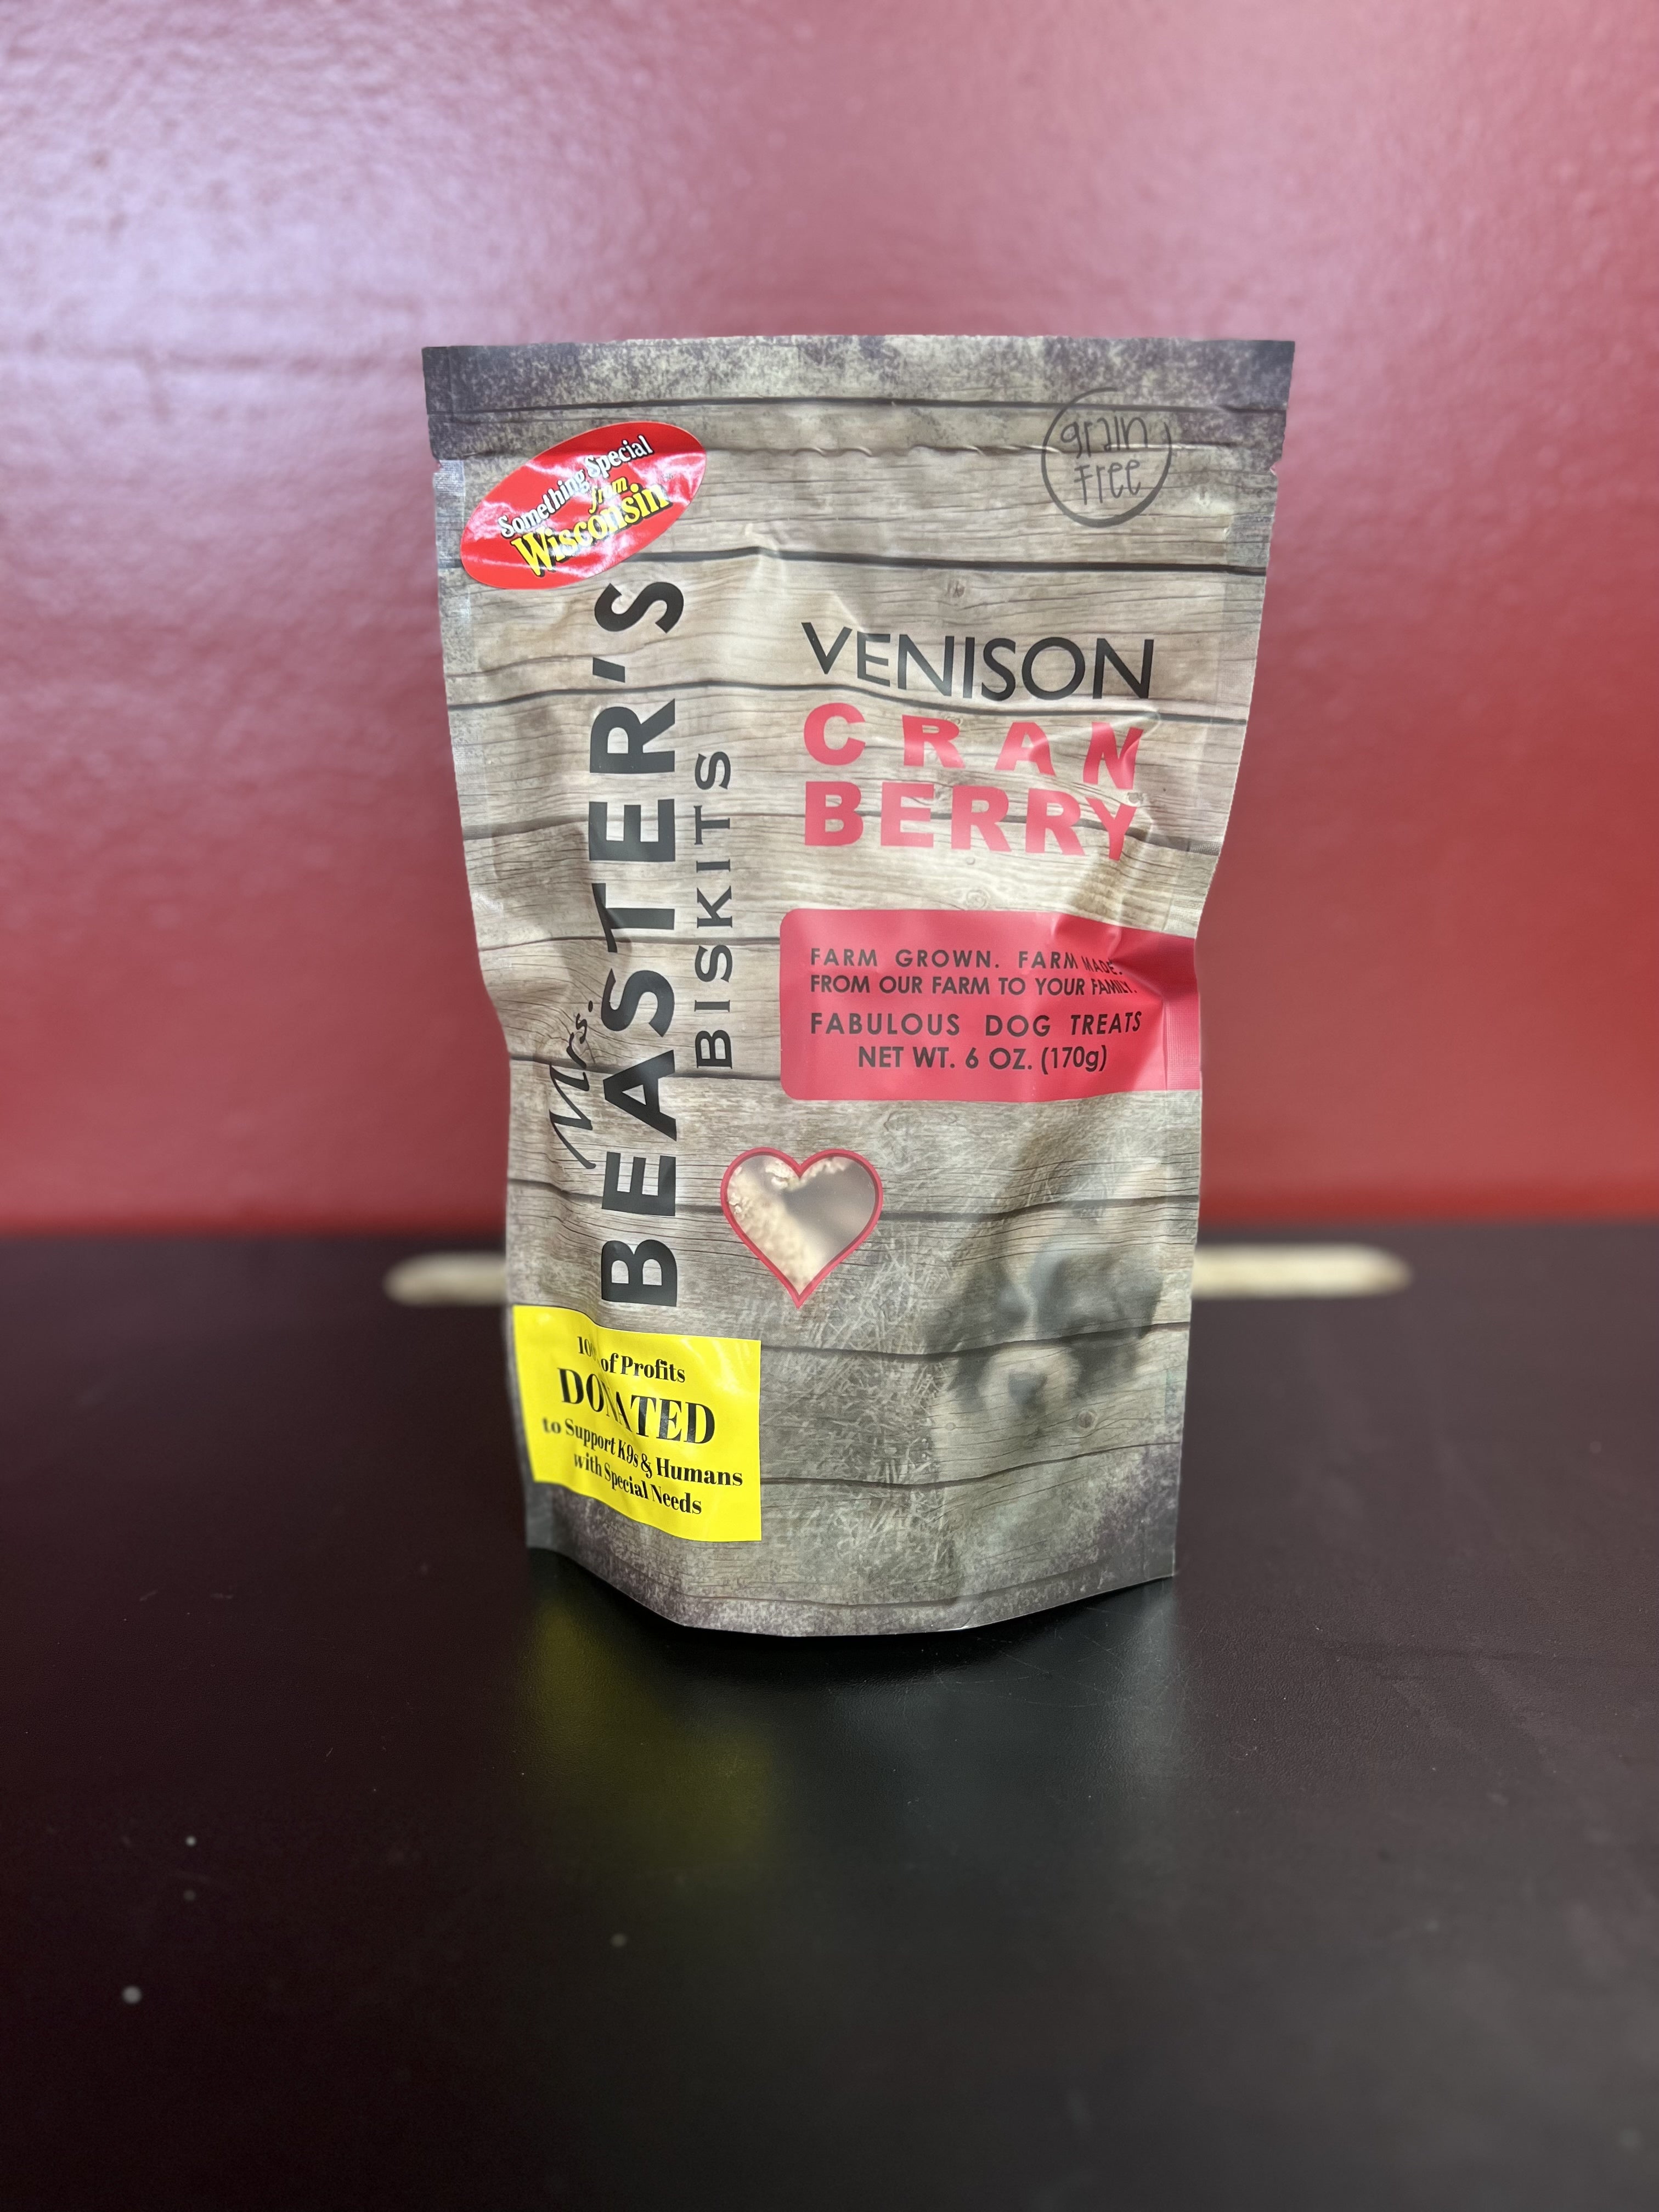 Something Special
from
Wisconsin
grain
free
Mrs.
BEASTER'S
BISKITS
VENISON
CRAN
BERRY
FARM GROWN. FARM MADE.
FROM OUR FARM TO YOUR FAMILY.
FABULOUS DOG TREATS
NET WT. 6 OZ. (170g)
of Profits
DONATED
to Support K9s & Humans
with Special Needs